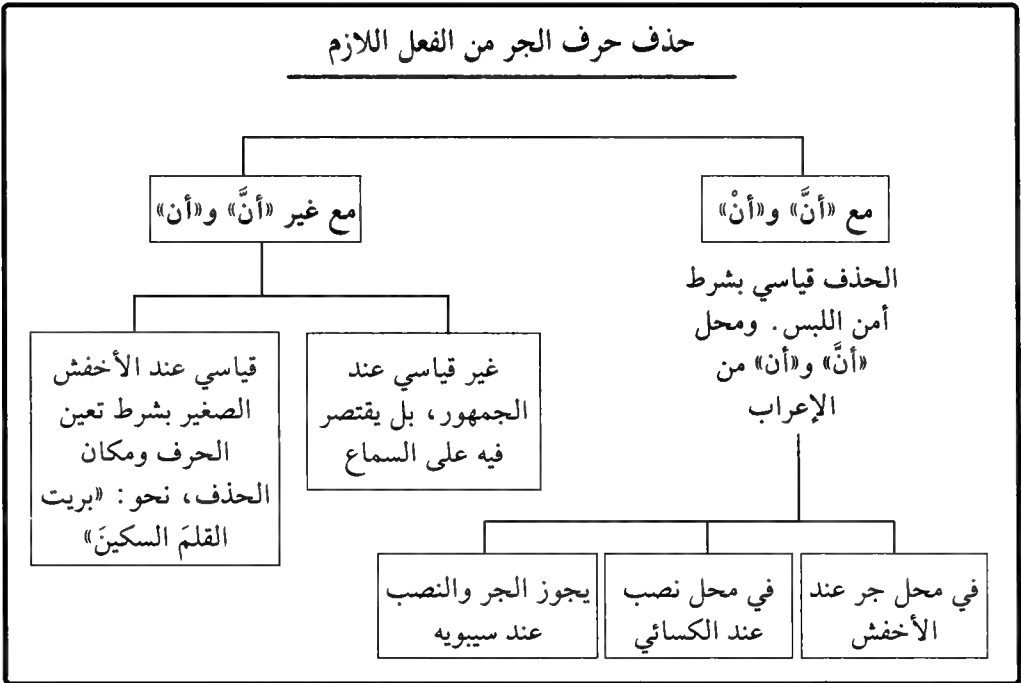 حذف حرف الجر من الفعل اللازم
مع «أنَّ» و«أنْ»
الحذف قياسي بشرط
أمن اللبس. ومحل
«أنَّ» و«أن» من
الإعراب
في محل جر عند
الأخفش
في محل نصب
عند الكسائي
يجوز الجر والنصب
عند سيبويه
مع غير «أنَّ» و«أن»
غير قياسي عند
الجمهور، بل يقتصر
فيه على السماع
قياسي عند الأخفش
الصغير بشرط تعين
الحرف ومكان
الحذف، نحو: «بريت
القلمَ السكينَ»